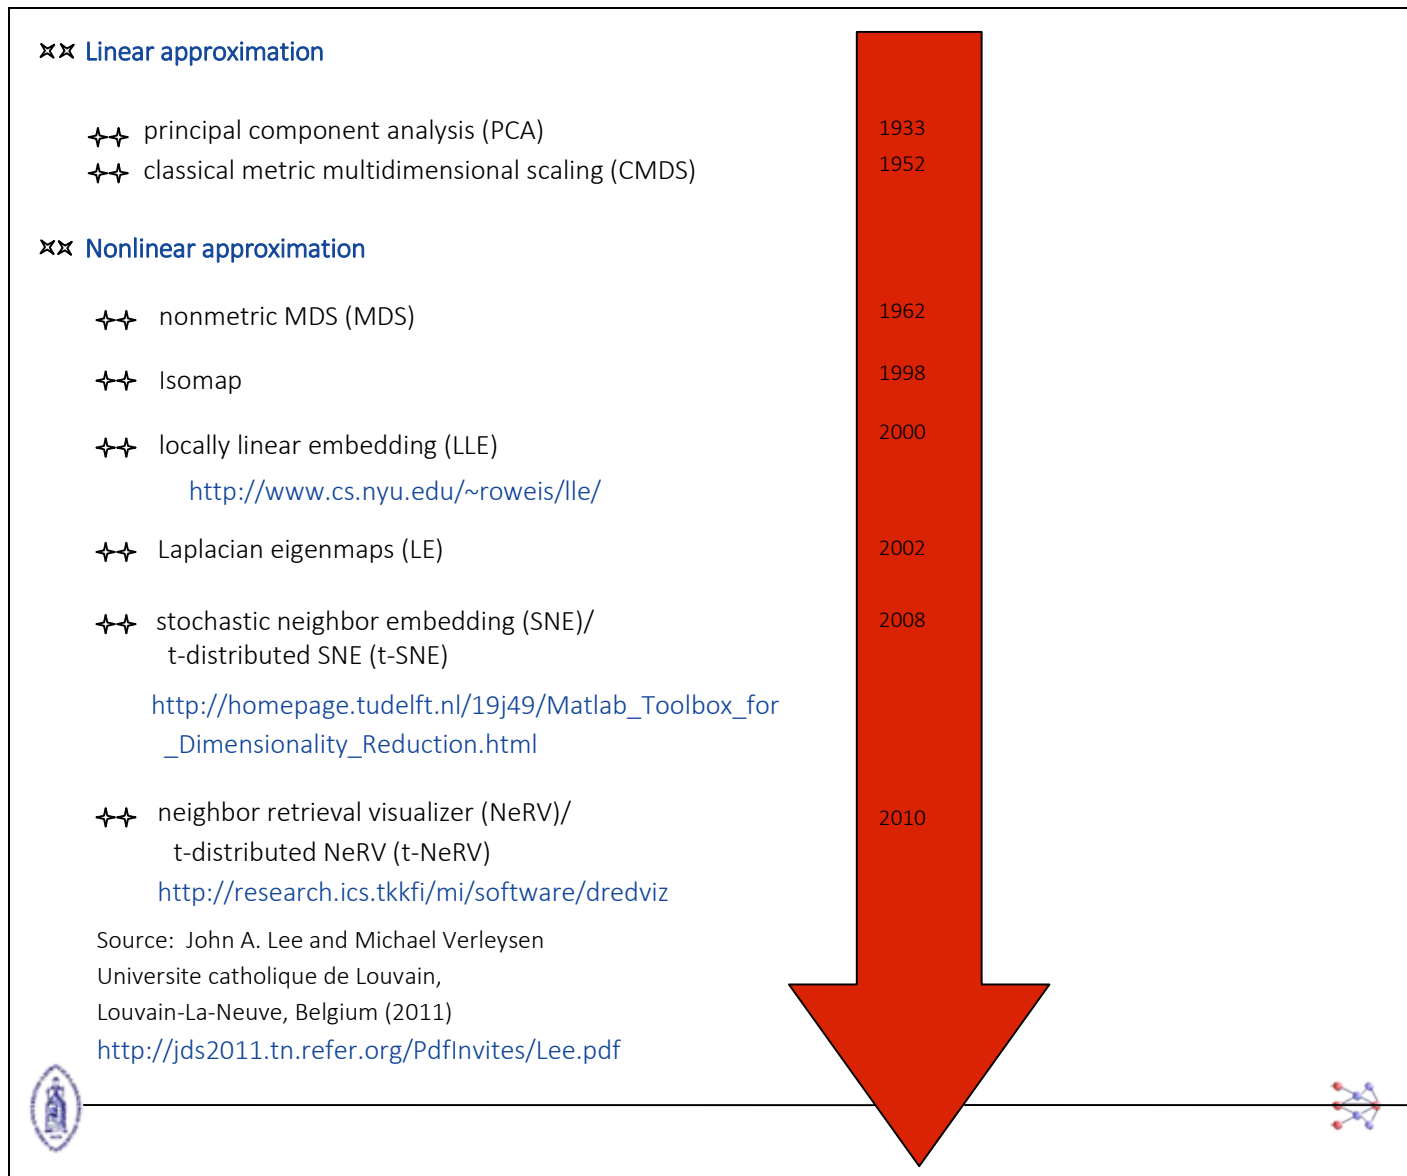 Linear approximation
principal component analysis (PCA) 1933
classical metric multidimensional scaling (CMDS) 1952
Nonlinear approximation
nonmetric MDS (MDS) 1962
Isomap 1998
locally linear embedding (LLE) 2000
http://www.cs.nyu.edu/~roweis/lle/
Laplacian eigenmaps (LE) 2002
stochastic neighbor embedding (SNE)/ 2008
t-distributed SNE (t-SNE)
http://homepage.tudelft.nl/19j49/Matlab_Toolbox_for
_Dimensionality_Reduction.html
neighbor retrieval visualizer (NeRV)/ 2010
t-distributed NeRV (t-NeRV)
http://research.ics.tkkfi/mi/software/dredviz
Source: John A. Lee and Michael Verleysen
Universite catholique de Louvain,
Louvain-La-Neuve, Belgium (2011)
http://jds2011.tn.refer.org/PdfInvites/Lee.pdf